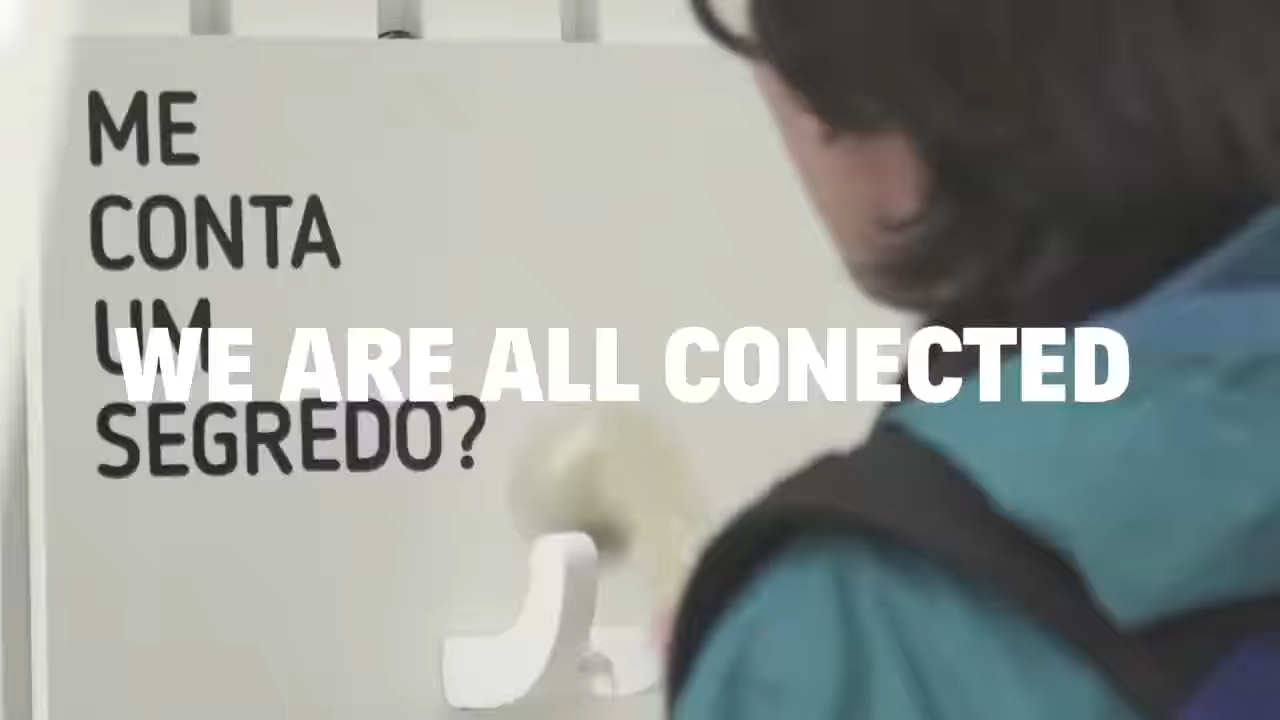 ME
CONTA
UM
SEGREDO?
WE ARE ALL CONECTED